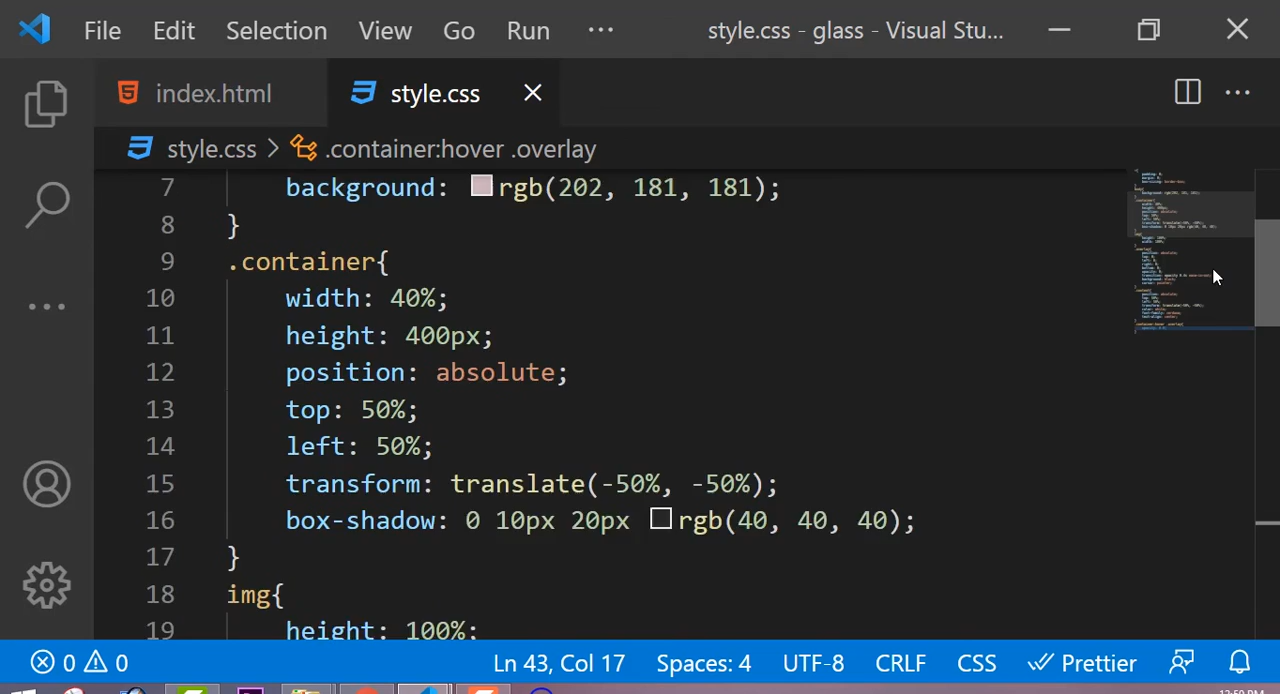 File Edit Selection View Go Run ··· style.css - glass - Visual Stu...
index.html style.css
style.css > .container:hover .overlay
7 background: rgb(202, 181, 181);
8 }
9 .container{
10 width: 40%;
11 height: 400px;
12 position: absolute;
13 top: 50%;
14 left: 50%;
15 transform: translate(-50%, -50%);
16 box-shadow: 0 10px 20px rgb(40, 40, 40);
17 }
18 img{
19 height: 100%;
0 0 Ln 43, Col 17 Spaces: 4 UTF-8 CRLF CSS Prettier